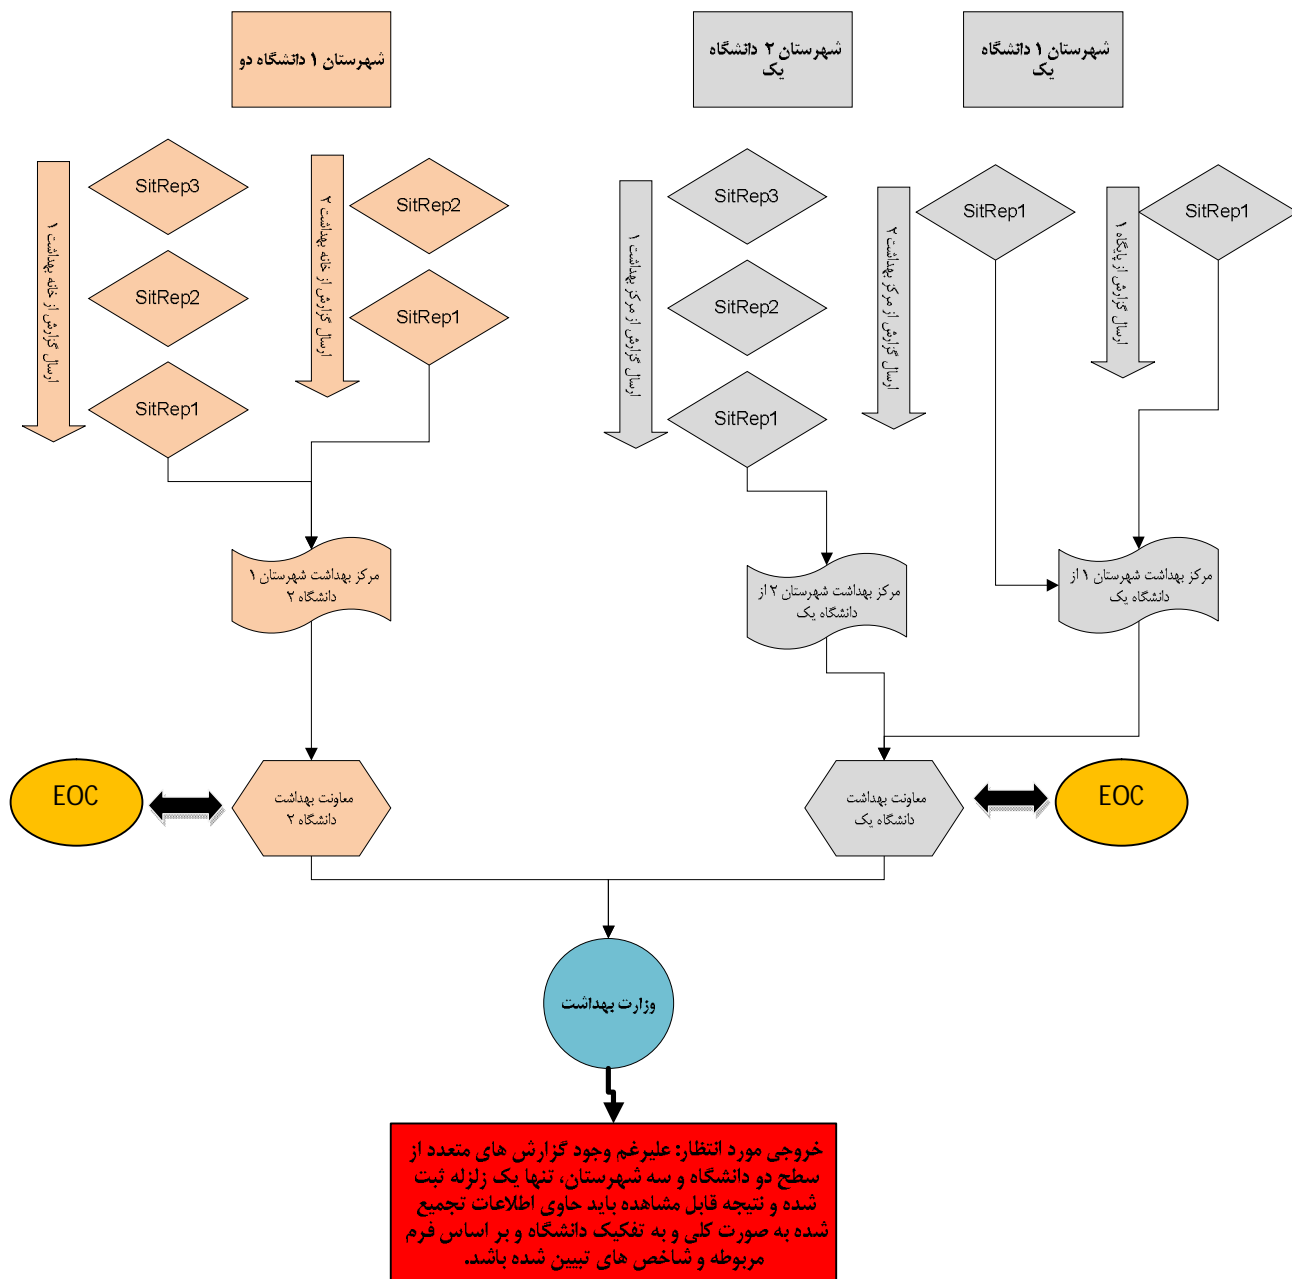 شهرستان ۱ دانشگاه
یک
شهرستان ۲ دانشگاه
یک
شهرستان ۱ دانشگاه دو
SitRep1
ارسال گزارش از پایگاه ۱
SitRep1
ارسال گزارش از مرکز بهداشت ۲
SitRep3
SitRep2
SitRep1
ارسال گزارش از مرکز بهداشت ۱
SitRep2
SitRep1
ارسال گزارش از خانه بهداشت ۲
SitRep3
SitRep2
SitRep1
ارسال گزارش از خانه بهداشت ۱
مرکز بهداشت شهرستان ۱ از
دانشگاه یک
مرکز بهداشت شهرستان ۲ از
دانشگاه یک
مرکز بهداشت شهرستان ۱
دانشگاه ۲
EOC
معاونت بهداشت
دانشگاه یک
معاونت بهداشت
دانشگاه ۲
EOC
وزارت بهداشت
خروجی مورد انتظار: علیرغم وجود گزارش های متعدد از
سطح دو دانشگاه و سه شهرستان، تنها یک زلزله ثبت
شده و نتیجه قابل مشاهده باید حاوی اطلاعات تجمیع
شده به صورت کلی و به تفکیک دانشگاه و بر اساس فرم
مربوطه و شاخص های تبیین شده باشد.